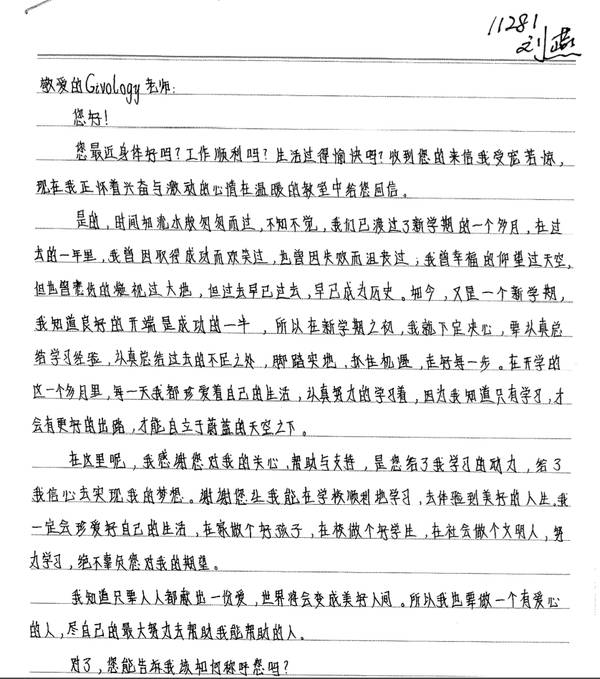 11281
刘燕
敬爱的Givology老师：
您好！
您最近身体好吗？工作顺利吗？生活过得愉快吗？收到您的来信我受宠若惊，
现在我正怀着兴奋与激动的心情在温暖的教室中给您回信。
是的，时间如流水般匆匆而过，不知不觉，我们已渡过了新学期的一个多月，在过
去的一年里，我曾因取得成功而欢笑过，也曾因失败而沮丧过；我曾幸福的仰望过天空，
但也曾悲伤的凝视过大地，但过去早已过去，早已成为历史。如今，又是一个新学期，
我知道良好的开端是成功的一半，所以在新学期之初，我就下定决心，要认真总
结学习经验，认真总结过去的不足之处，脚踏实地，抓住机遇，走好每一步。在开学的
这一个多月里，每一天我都珍爱着自己的生活，认真努力的学习着，因为我知道只有学习，才
会有更好的出路，才能自立于蔚蓝的天空之下。
在这里呢，我感谢您对我的关心、帮助与支持，是您给了我学习的动力，给了
我信心去实现我的梦想。谢谢您让我能在学校顺利地学习，去体验到美好的人生。我
一定会珍爱好自己的生活，在家做个好孩子，在校做个好学生，在社会做个文明人，努
力学习，绝不辜负您对我的期望。
我知道只要人人都献出一份爱，世界将会变成美好人间。所以我也要做一个有爱心
的人，尽自己的最大努力去帮助我能帮助的人。
对了，您能告诉我该如何称呼您吗？